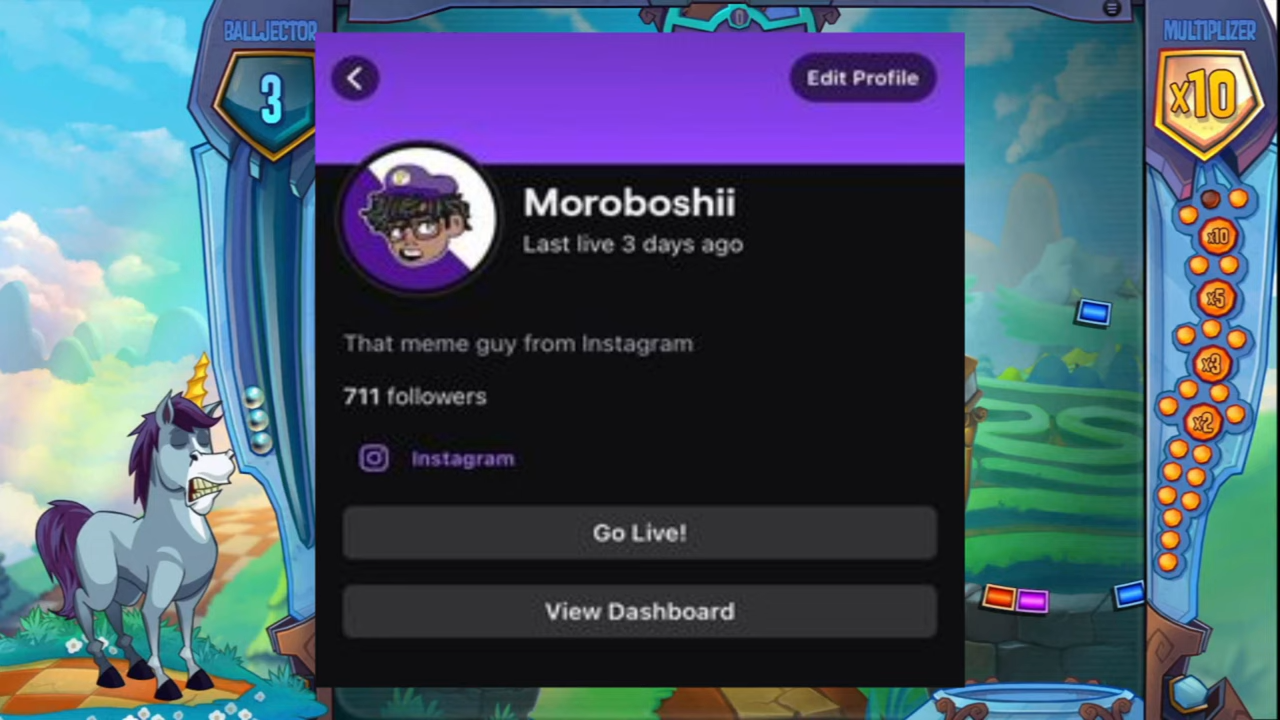 BALLJECTOR
3
0
MULTIPLIZER
x10
Edit Profile
Moroboshii
Last live 3 days ago
That meme guy from Instagram
711 followers
Instagram
Go Live!
View Dashboard
x10
x5
x3
x2